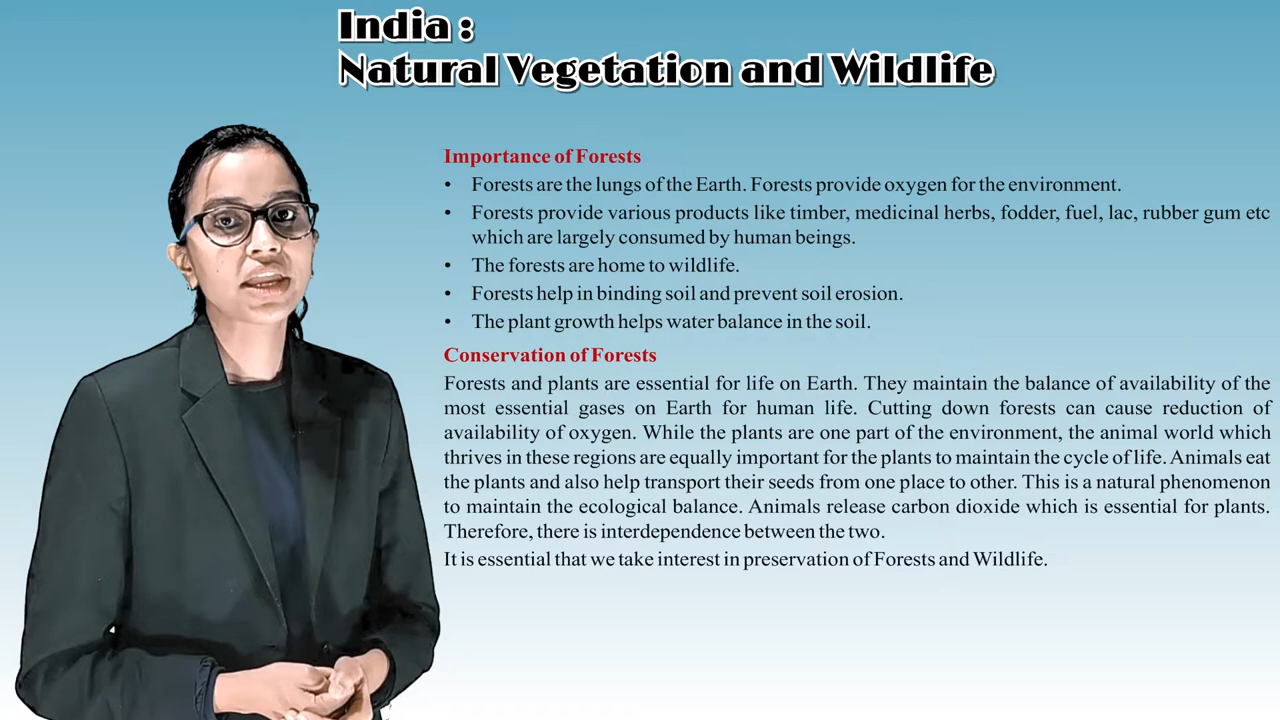 India :
Natural Vegetation and Wildlife
Importance of Forests
• Forests are the lungs of the Earth. Forests provide oxygen for the environment.
• Forests provide various products like timber, medicinal herbs, fodder, fuel, lac, rubber gum etc
which are largely consumed by human beings.
• The forests are home to wildlife.
• Forests help in binding soil and prevent soil erosion.
• The plant growth helps water balance in the soil.
Conservation of Forests
Forests and plants are essential for life on Earth. They maintain the balance of availability of the
most essential gases on Earth for human life. Cutting down forests can cause reduction of
availability of oxygen. While the plants are one part of the environment, the animal world which
thrives in these regions are equally important for the plants to maintain the cycle of life. Animals eat
the plants and also help transport their seeds from one place to other. This is a natural phenomenon
to maintain the ecological balance. Animals release carbon dioxide which is essential for plants.
Therefore, there is interdependence between the two.
It is essential that we take interest in preservation of Forests and Wildlife.